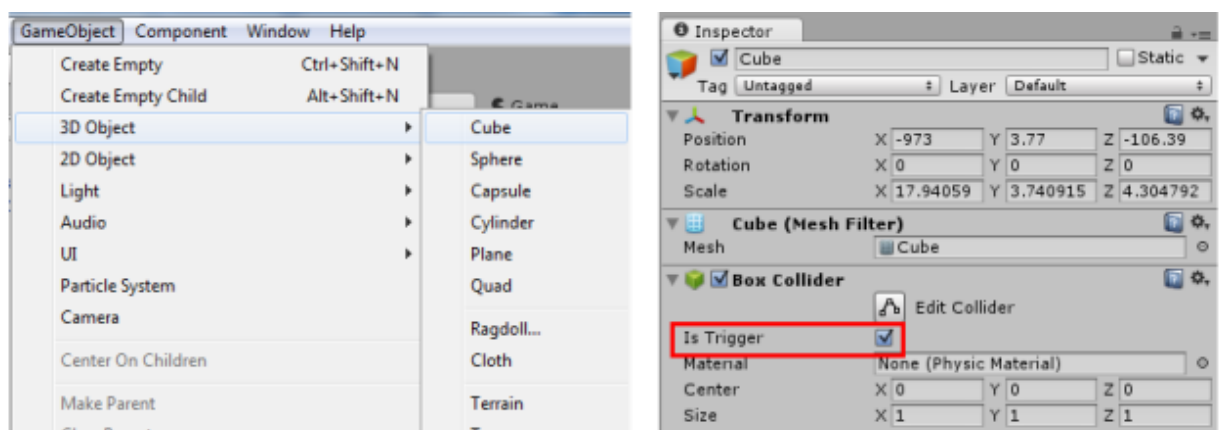 GameObject Component Window Help
Create Empty Ctrl+Shift+N
Create Empty Child Alt+Shift+N
Game
3D Object
2D Object
Light
Audio
UI
Particle System
Camera
Center On Children
Make Parent
Cube
Sphere
Capsule
Cylinder
Plane
Quad
Ragdoll...
Cloth
Terrain
Inspector
Cube Static
Tag Untagged Layer Default
Transform
Position X -973 Y 3.77 Z -106.39
Rotation X 0 Y 0 Z 0
Scale X 17.94059 Y 3.740915 Z 4.304792
Cube (Mesh Filter)
Mesh Cube
Box Collider
Edit Collider
Is Trigger
Material None (Physic Material)
Center X 0 Y 0 Z 0
Size X 1 Y 1 Z 1